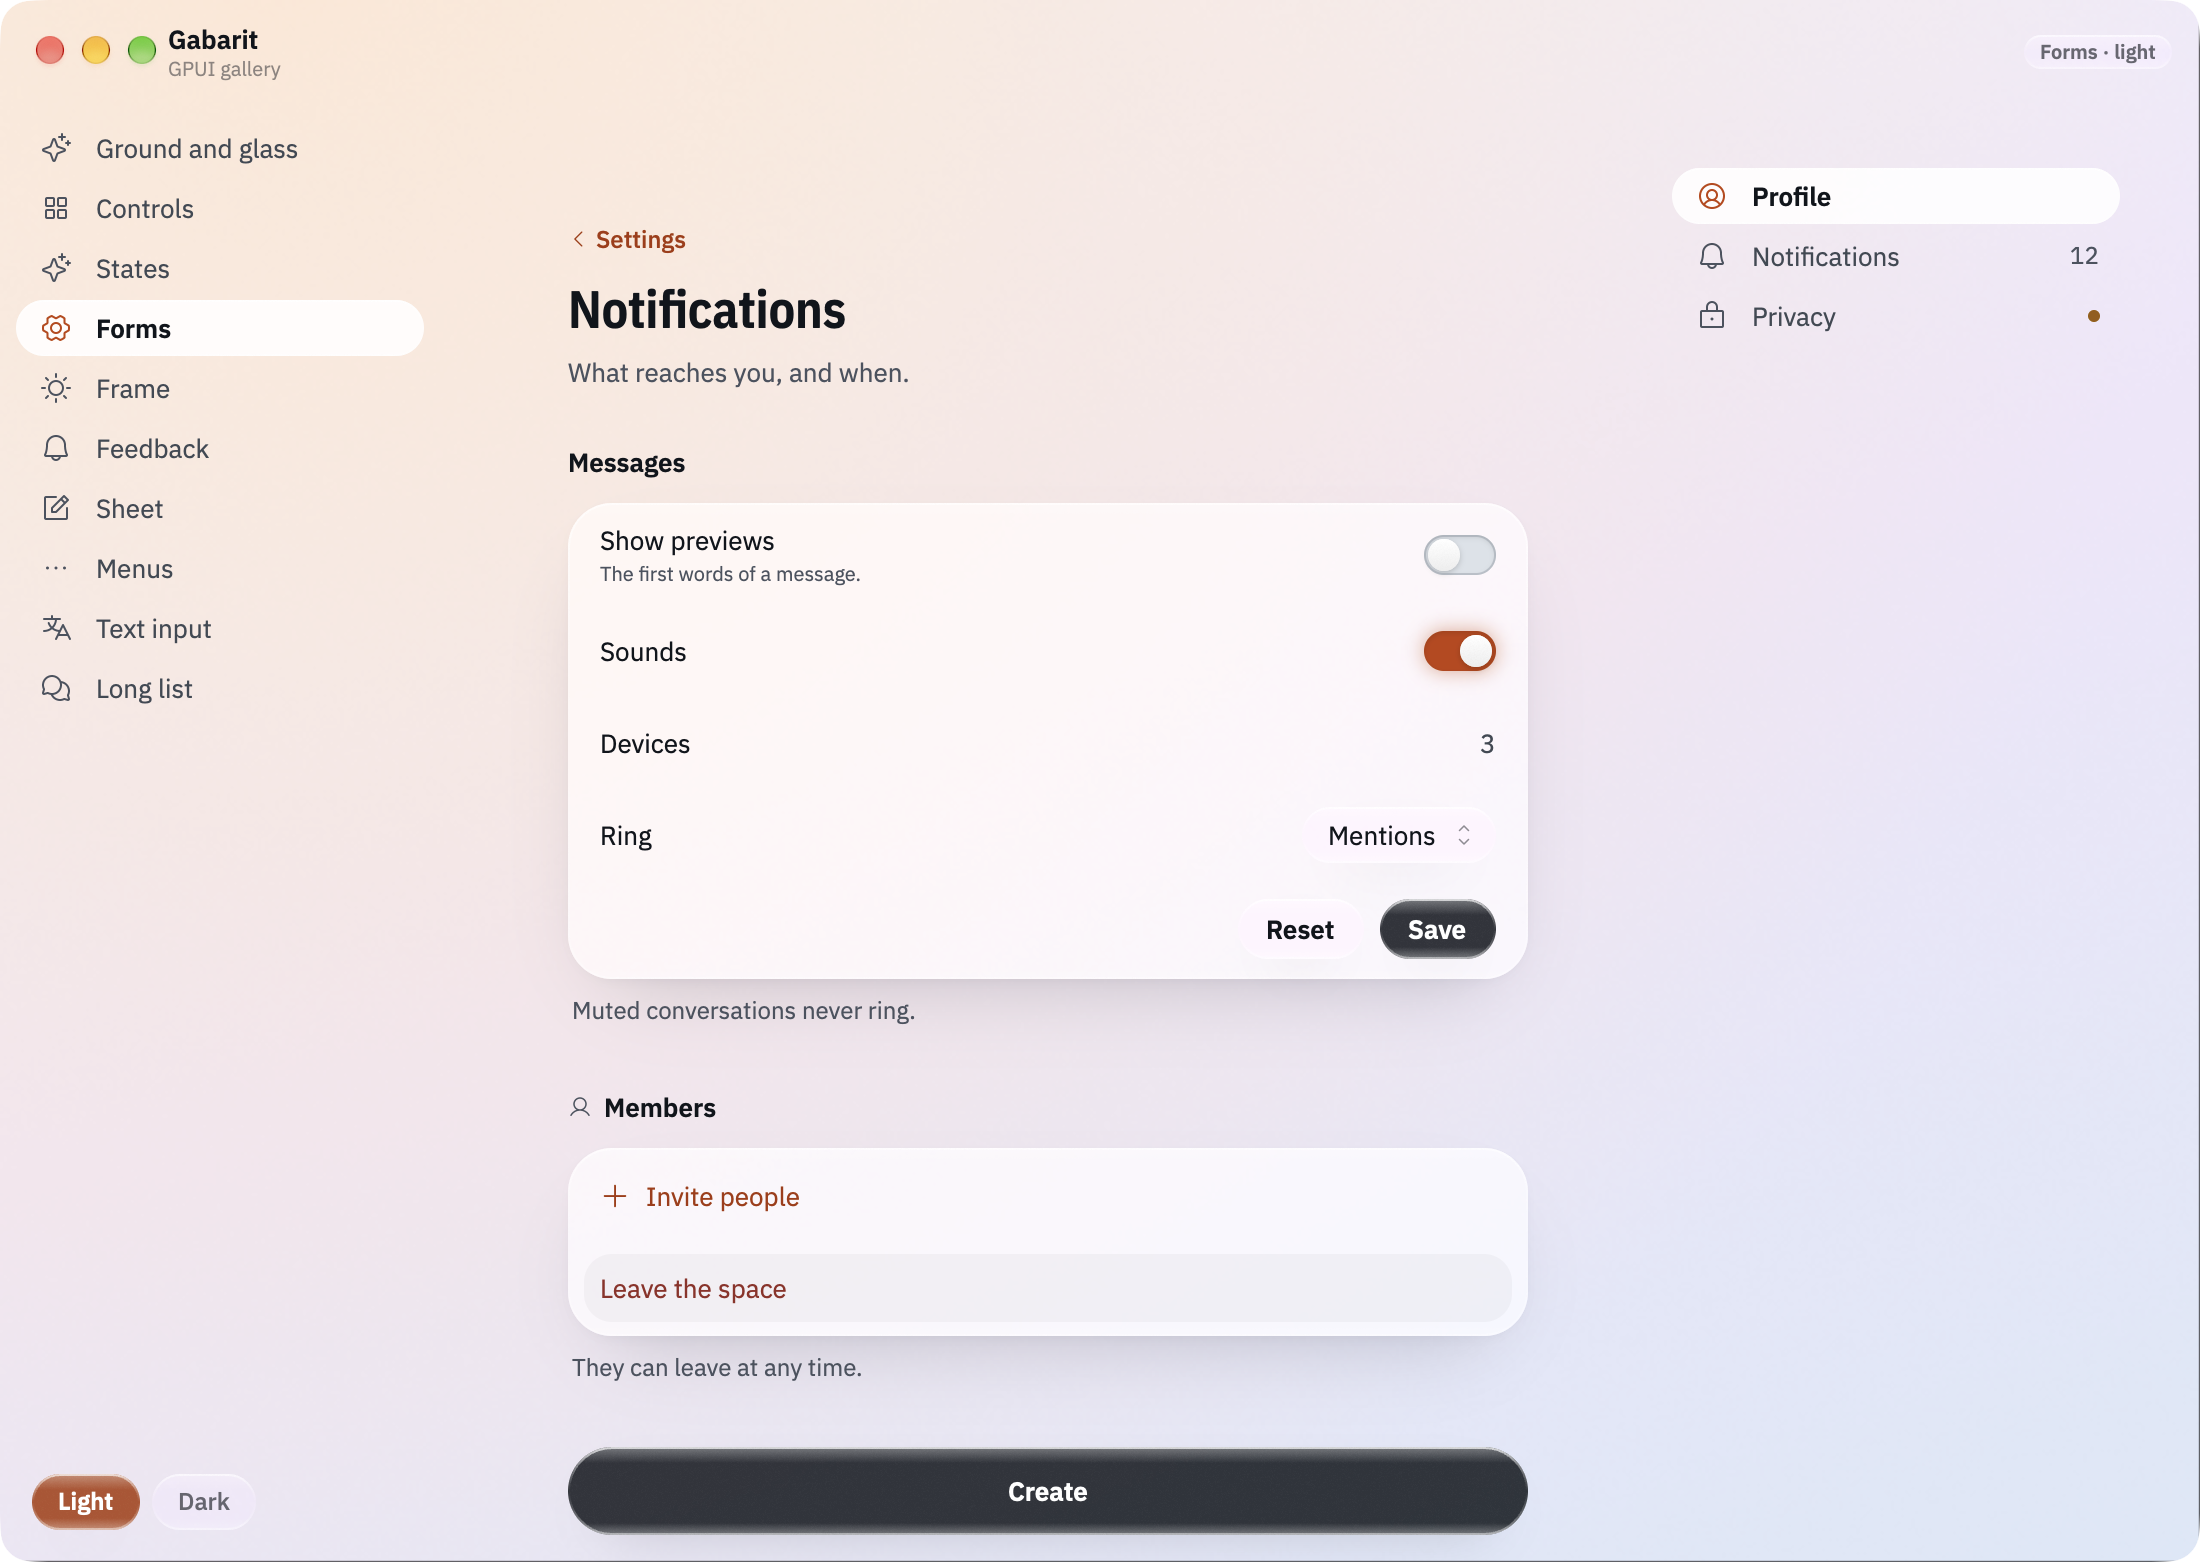 Gabarit
GPUI gallery
Forms · light
Ground and glass
Controls
States
Forms
Frame
Feedback
Sheet
Menus
Text input
Long list
Light
Dark
Settings
Notifications
What reaches you, and when.
Messages
Show previews
The first words of a message.
Sounds
Devices
3
Ring
Mentions
Reset
Save
Muted conversations never ring.
Members
Invite people
Leave the space
They can leave at any time.
Create
Profile
Notifications
12
Privacy